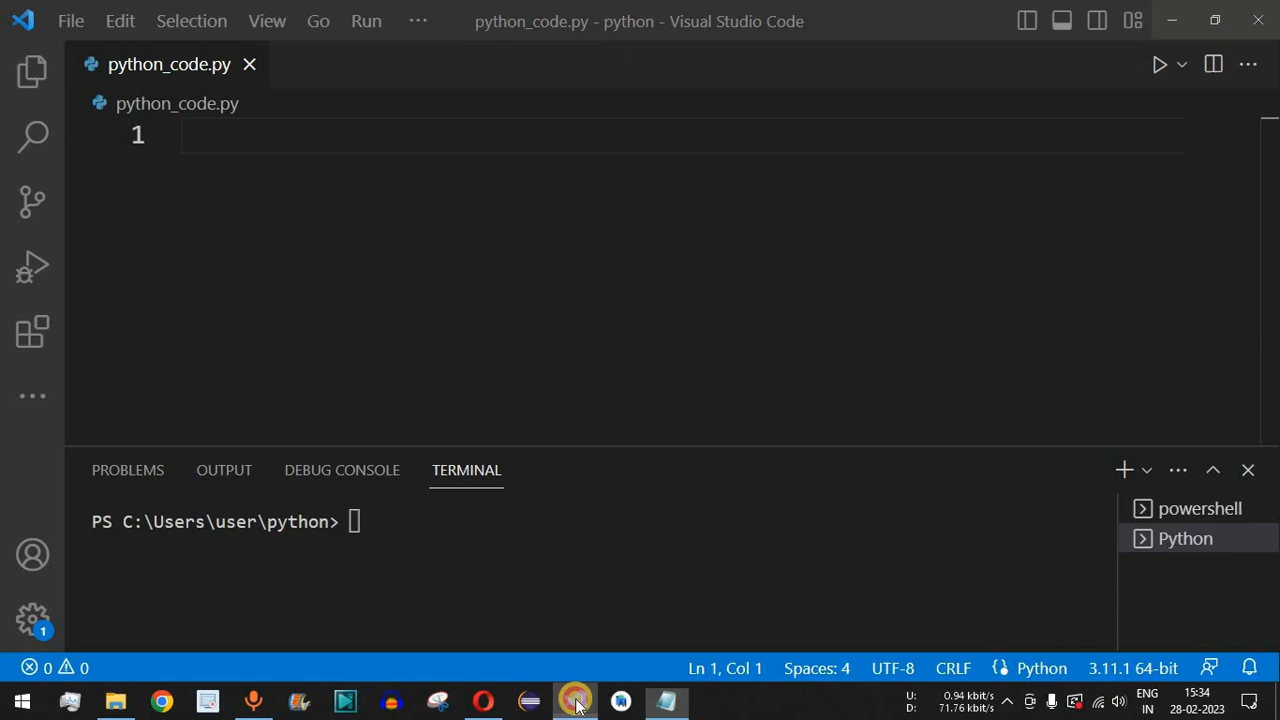 File Edit Selection View Go Run ··· python_code.py - python - Visual Studio Code
python_code.py
python_code.py
1
PROBLEMS OUTPUT DEBUG CONSOLE TERMINAL
PS C:\Users\user\python>
powershell
Python
1
0 0 Ln 1, Col 1 Spaces: 4 UTF-8 CRLF Python 3.11.1 64-bit
U: 0.94 kbit/s
D: 71.76 kbit/s
ENG
IN
15:34
28-02-2023